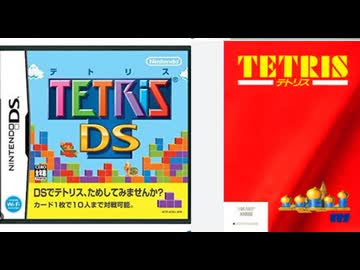 NINTENDO DS
Nintendo
テトリス
TETRiS
DS
DSでテトリス、ためしてみませんか?
カード1枚で10人まで対戦可能。
Wi-Fi
TETRIS
テトリス